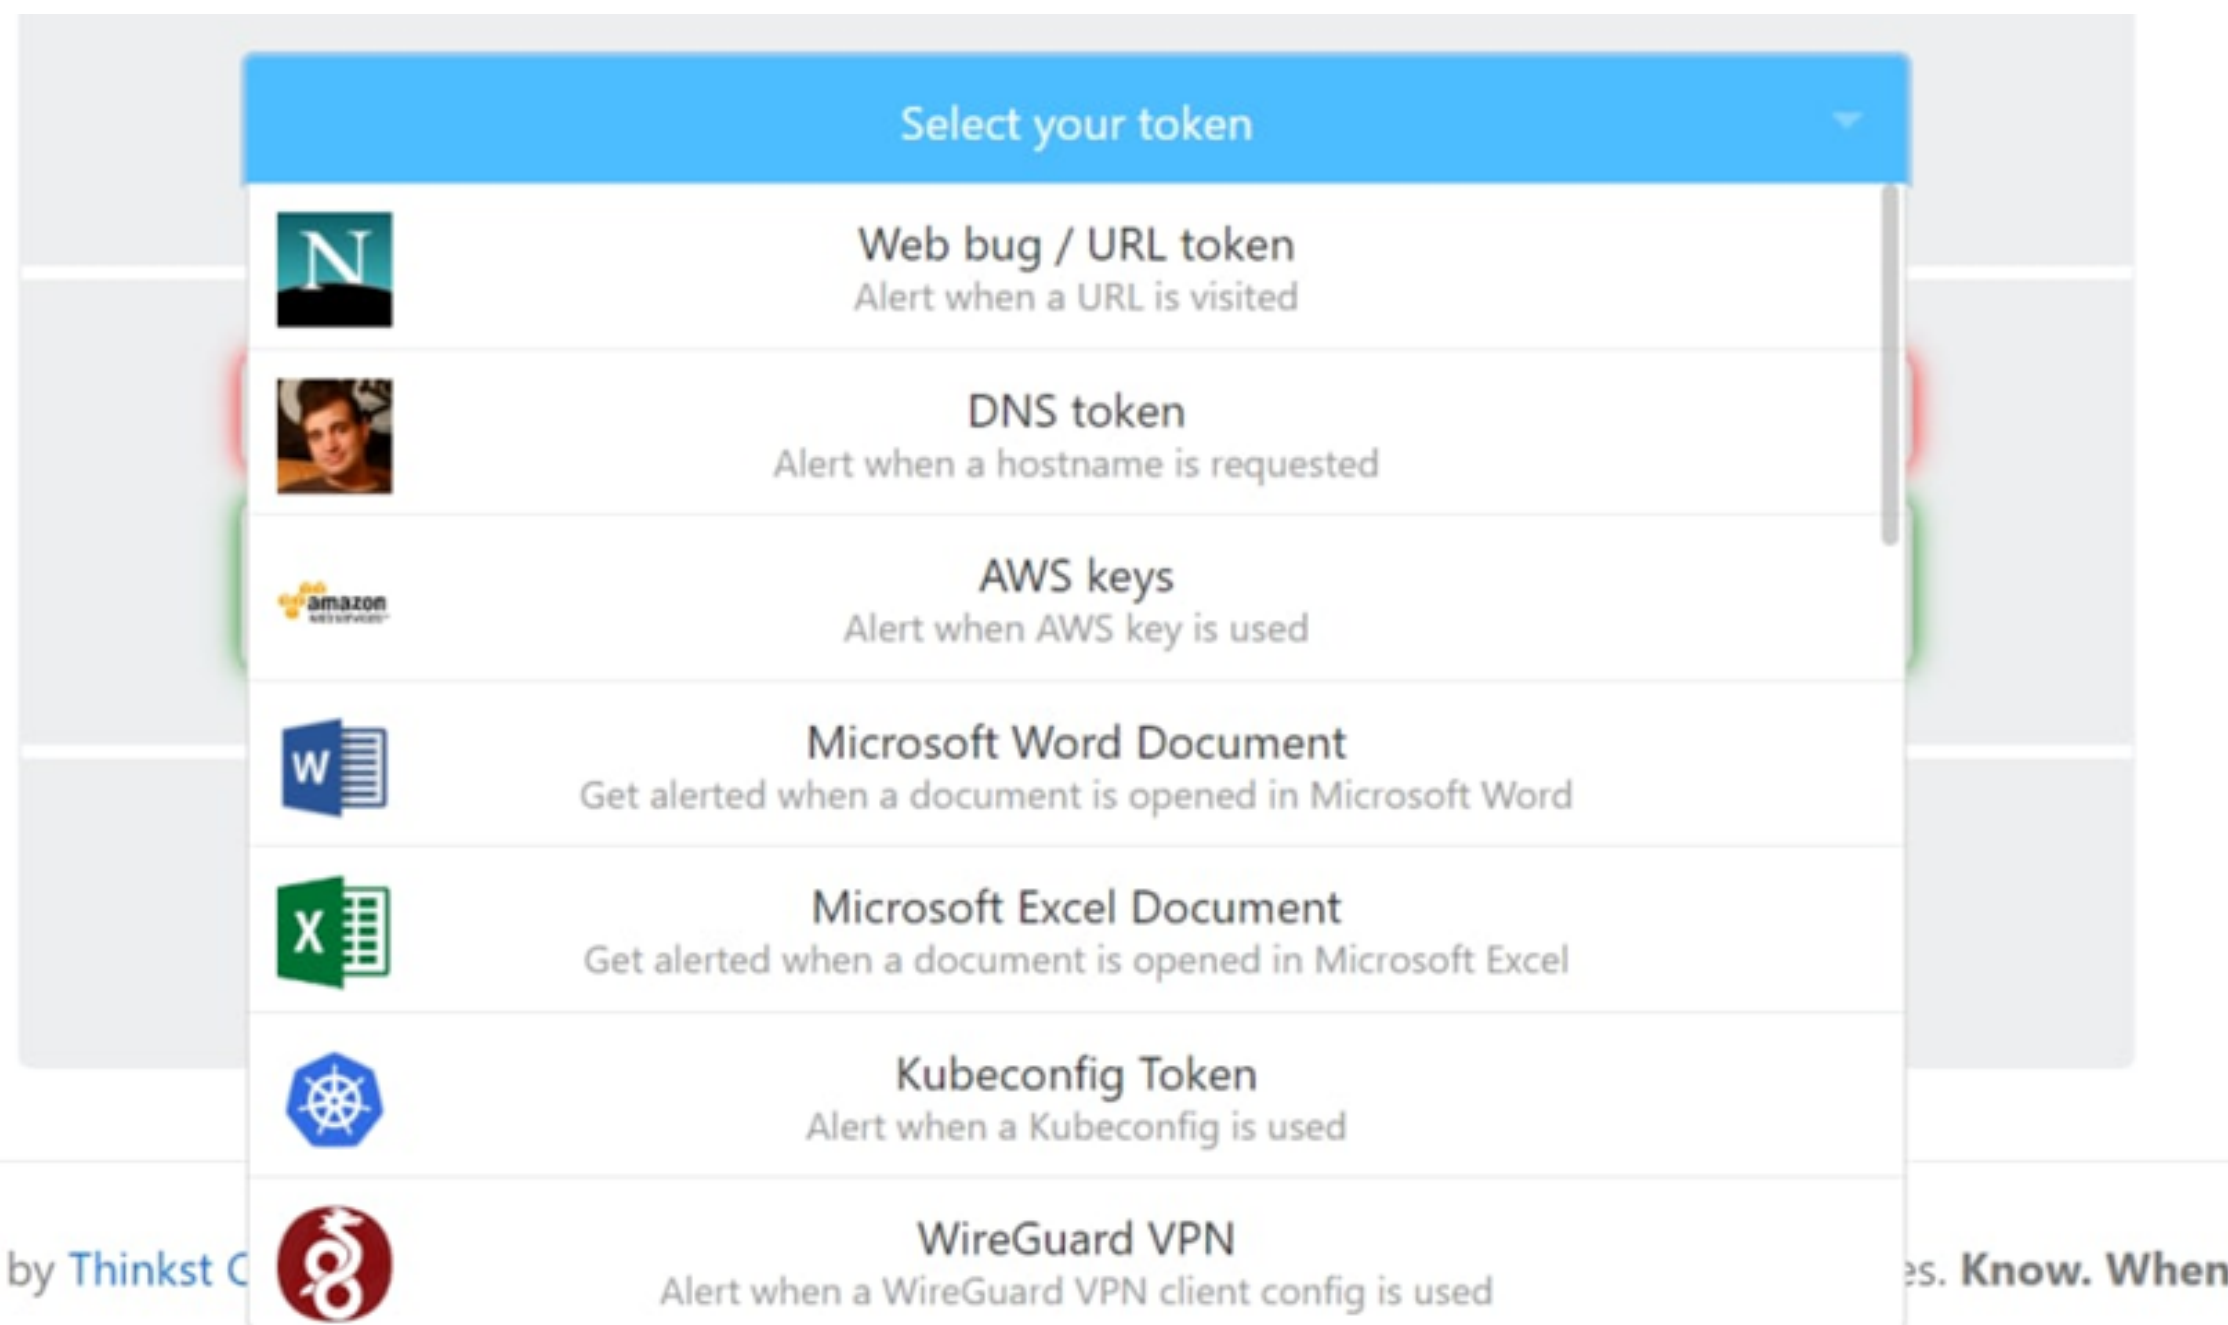 Select your token
N
Web bug / URL token
Alert when a URL is visited
DNS token
Alert when a hostname is requested
amazon
AWS keys
Alert when AWS key is used
W
Microsoft Word Document
Get alerted when a document is opened in Microsoft Word
X
Microsoft Excel Document
Get alerted when a document is opened in Microsoft Excel
Kubeconfig Token
Alert when a Kubeconfig is used
WireGuard VPN
Alert when a WireGuard VPN client config is used
by Thinkst C
es. Know. When